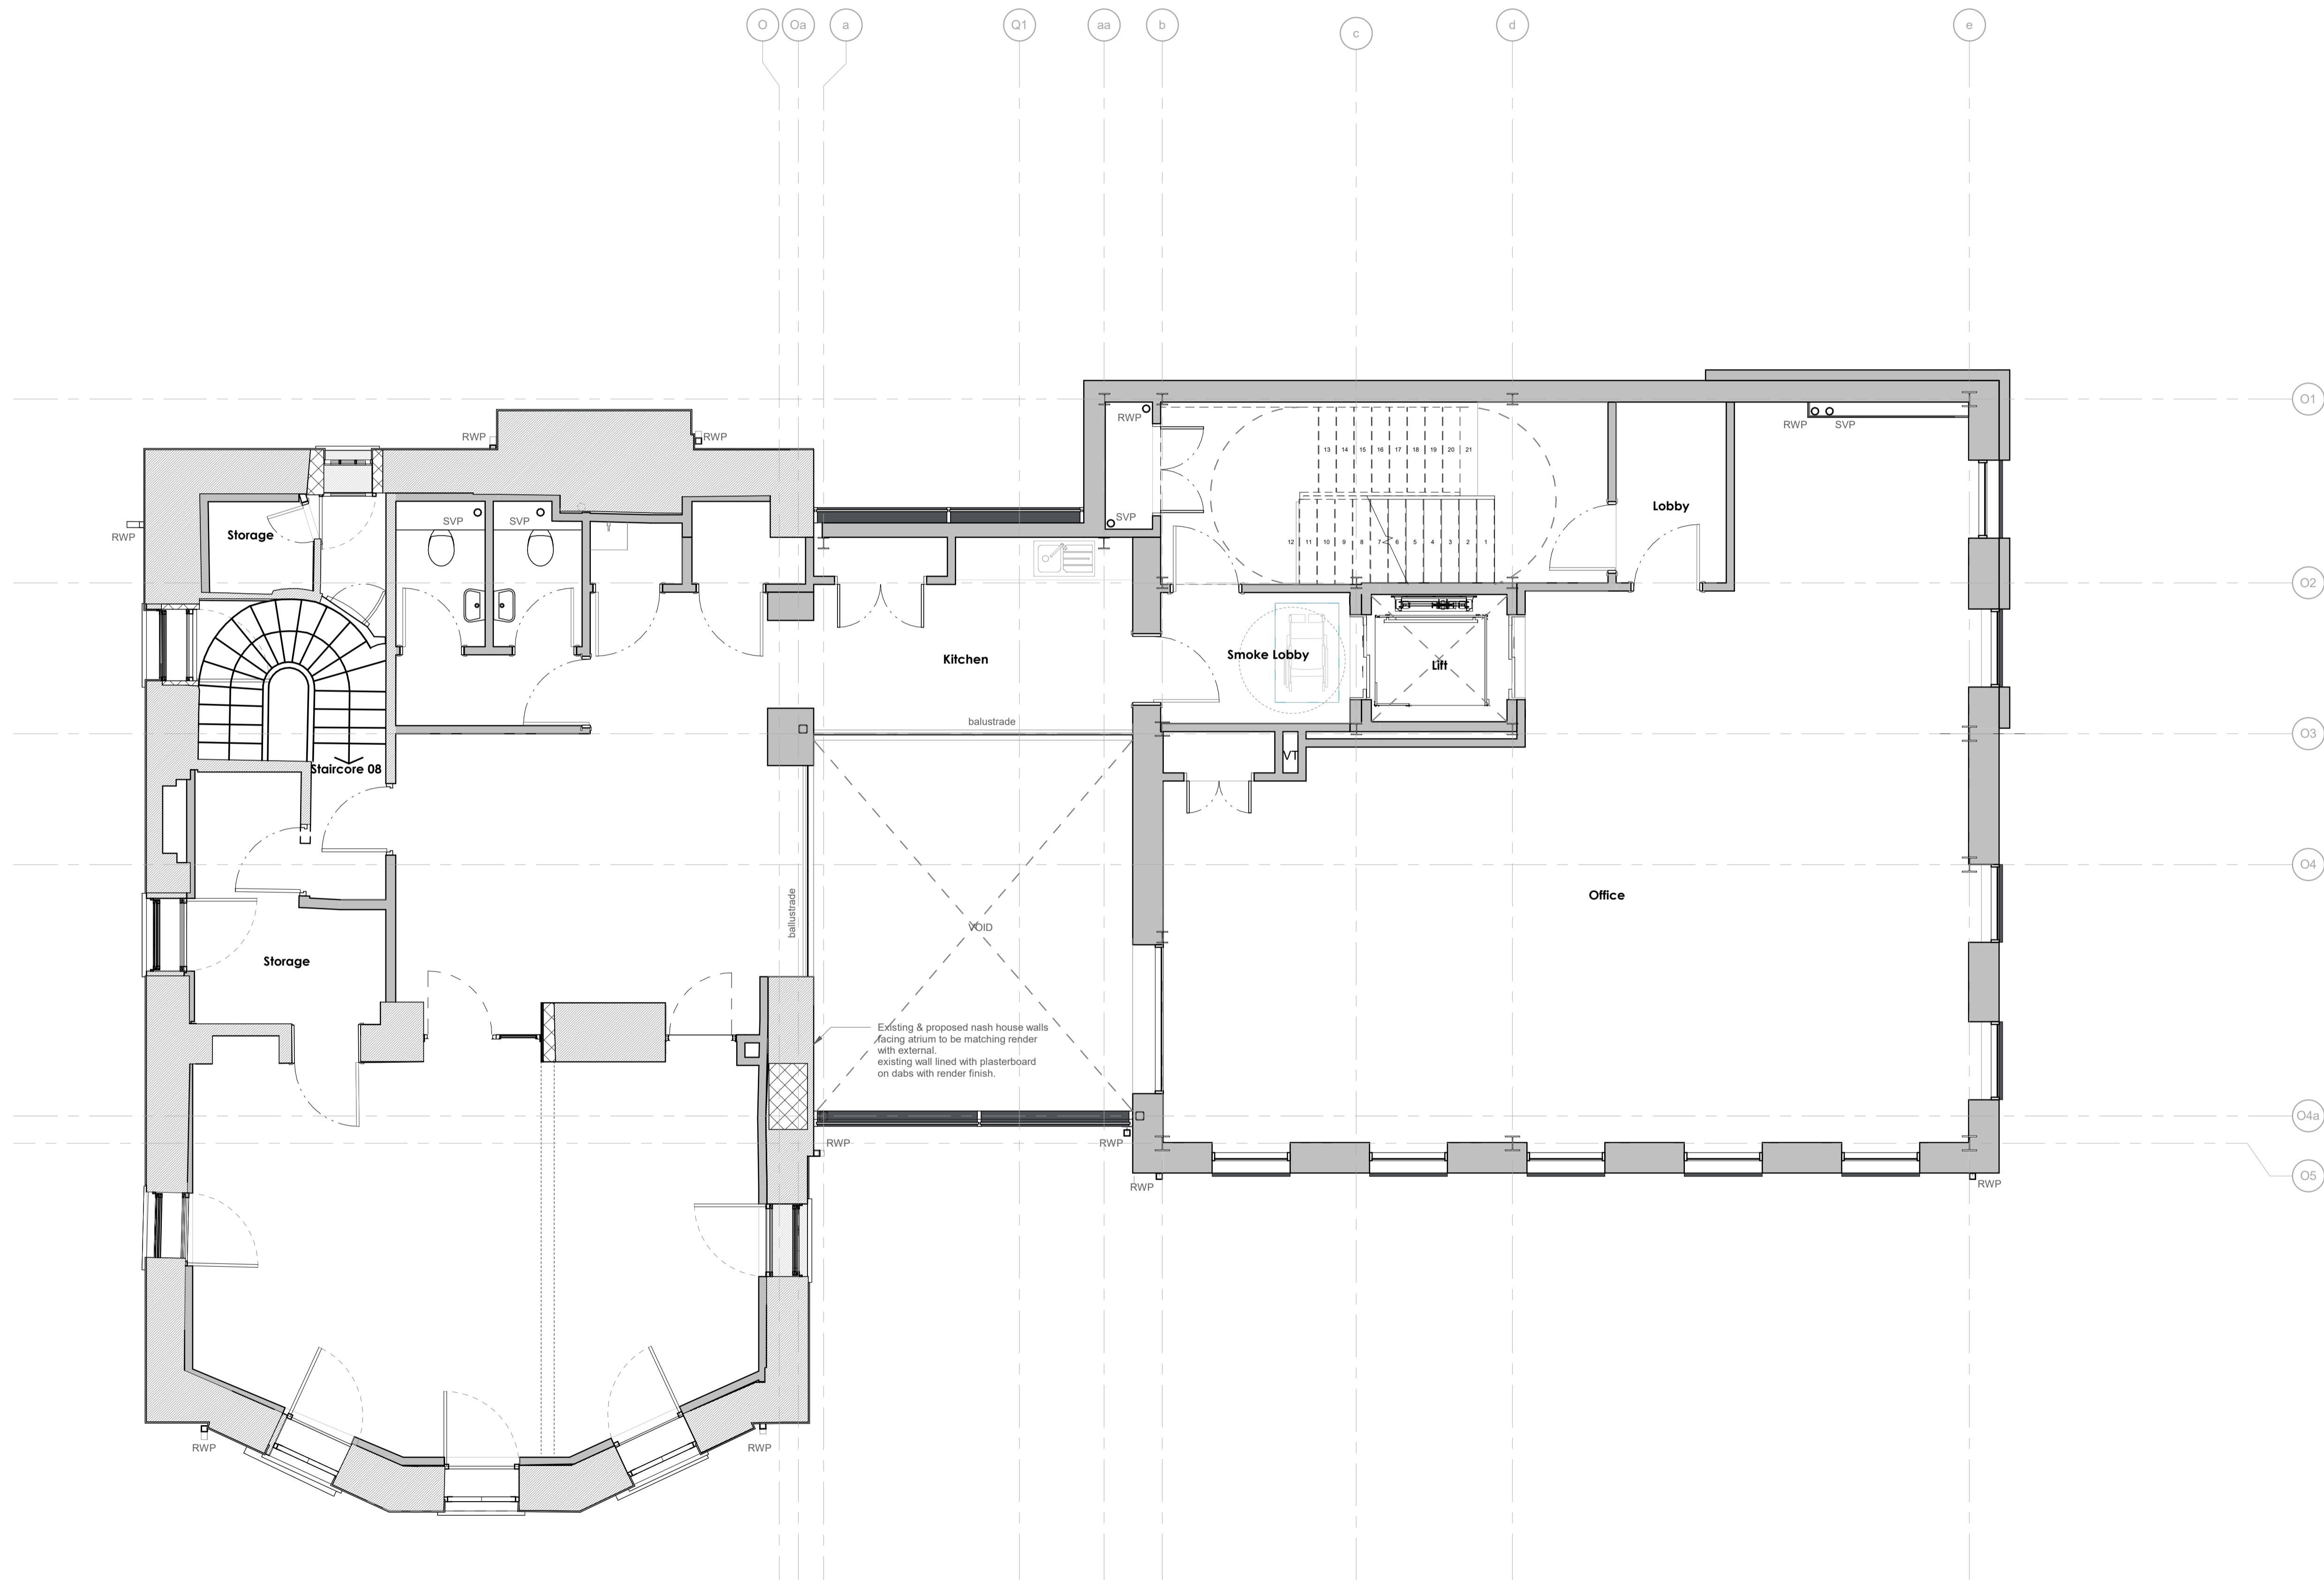 O Oa a Q1 aa b c d e
O1
RWP RWP RWP RWP SVP
13 14 15 16 17 18 19 20 21
Lobby
SVP SVP SVP
Storage
RWP
12 11 10 9 8 7 6 5 4 3 2 1
O2
Kitchen
Smoke Lobby
Lift
balustrade
O3
VT
Staircore 08
O4
Office
ballustrade
VOID
Storage
Existing & proposed nash house walls
facing atrium to be matching render
with external.
existing wall lined with plasterboard
on dabs with render finish.
O4a
RWP RWP
O5
RWP RWP
RWP RWP